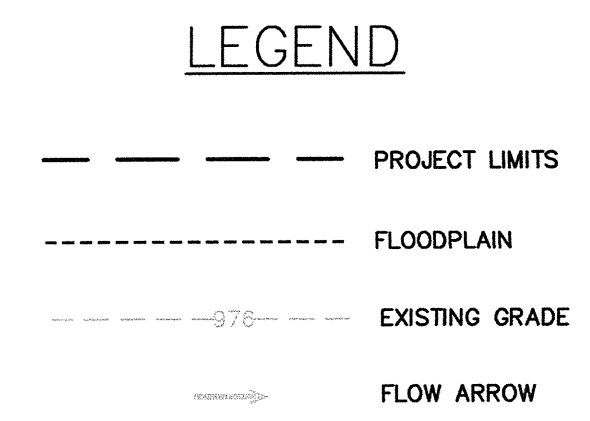 LEGEND
PROJECT LIMITS
FLOODPLAIN
976 EXISTING GRADE
FLOW ARROW